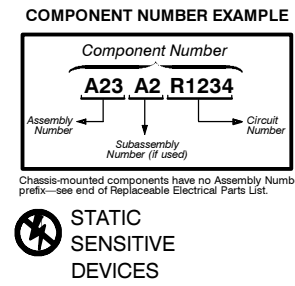 COMPONENT NUMBER EXAMPLE
Component Number
A23 A2 R1234
Assembly
Number
Subassembly
Number (if used)
Circuit
Number
Chassis-mounted components have no Assembly Numb
prefix—see end of Replaceable Electrical Parts List.
STATIC
SENSITIVE
DEVICES